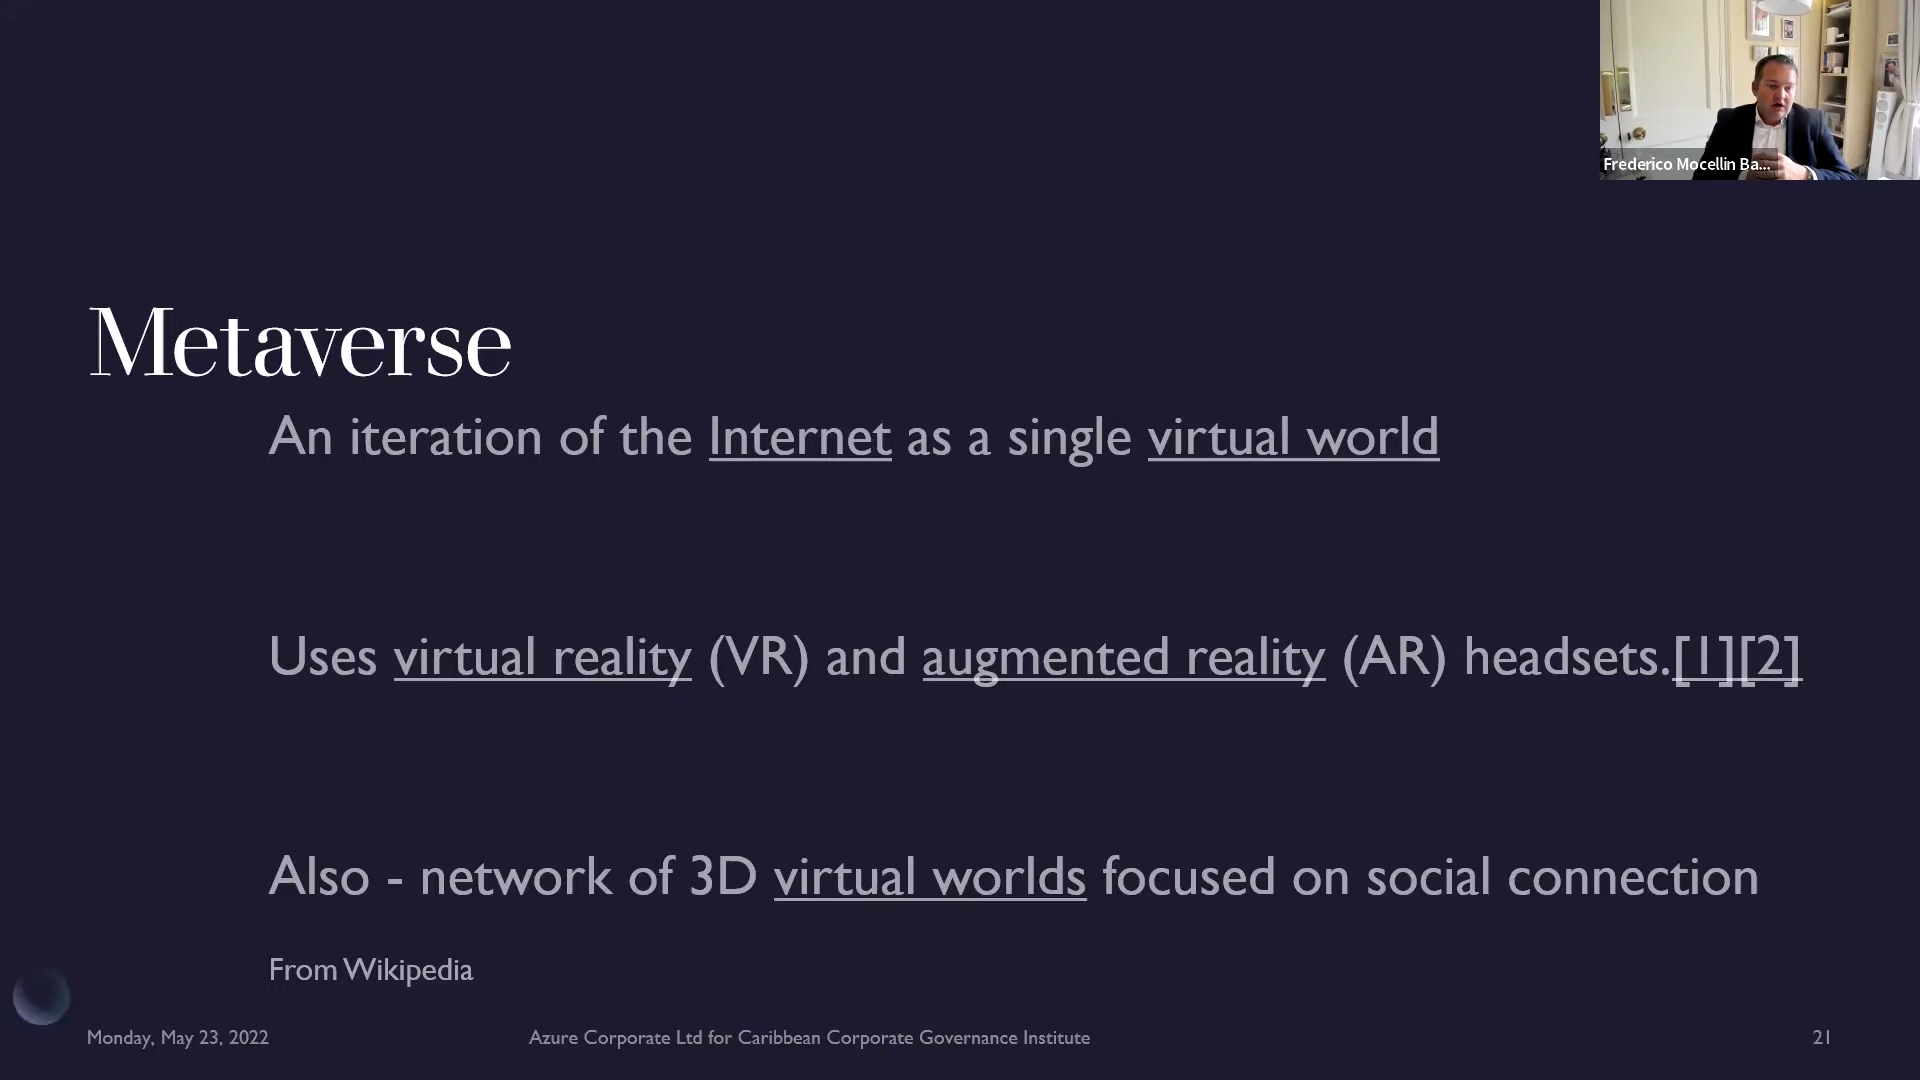 Frederico Mocellin Ba...
Metaverse
An iteration of the Internet as a single virtual world
Uses virtual reality (VR) and augmented reality (AR) headsets.[1][2]
Also - network of 3D virtual worlds focused on social connection
From Wikipedia
Monday, May 23, 2022
Azure Corporate Ltd for Caribbean Corporate Governance Institute
21